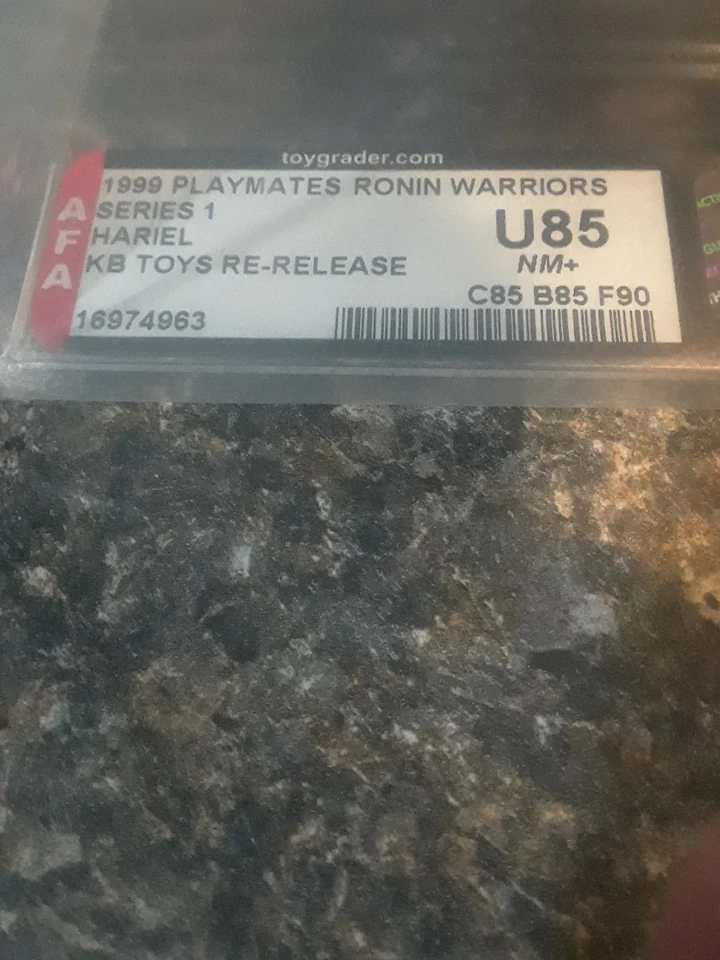 toygrader.com
AFA
1999 PLAYMATES RONIN WARRIORS
SERIES 1
HARIEL
KB TOYS RE-RELEASE
16974963
U85
NM+
C85 B85 F90